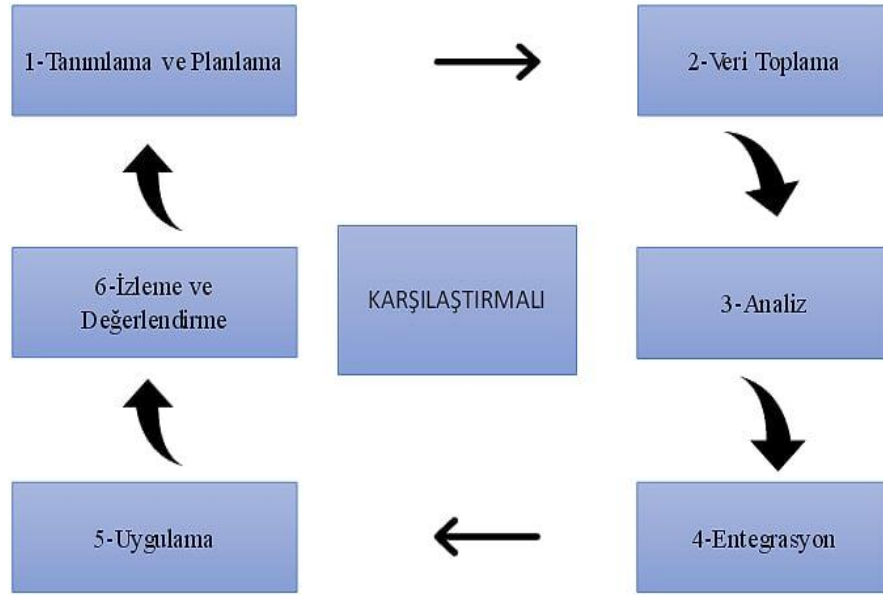 1-Tanımlama ve Planlama
2-Veri Toplama
6-İzleme ve
Değerlendirme
KARŞILAŞTIRMALI
3-Analiz
5-Uygulama
4-Entegrasyon